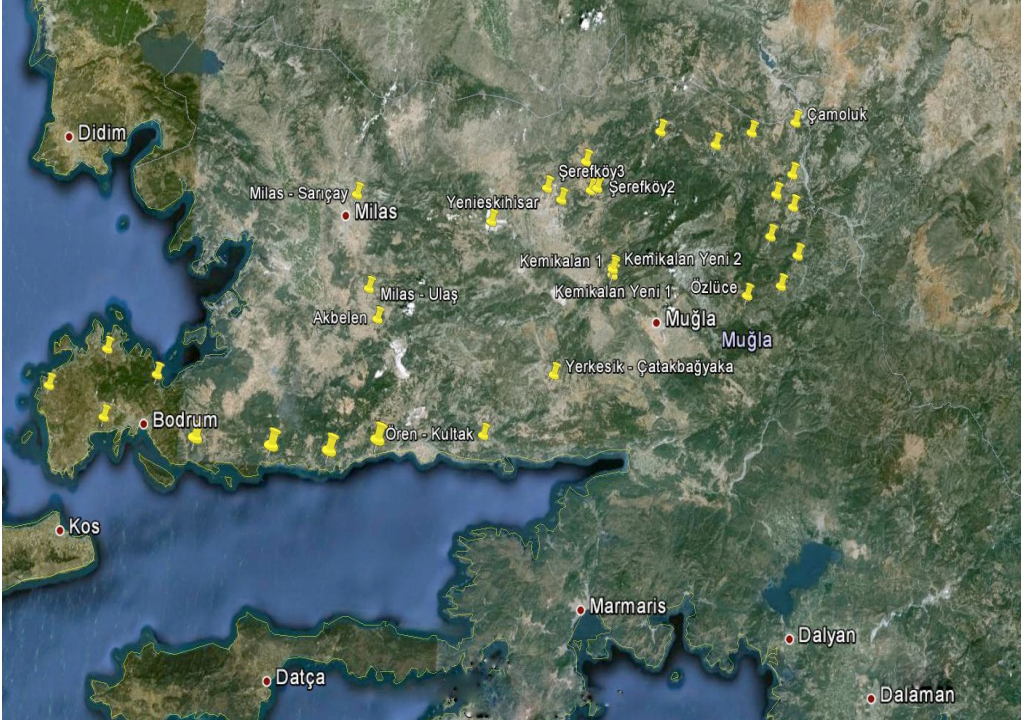 Çamoluk
Didim
Şerefköy3
Şerefköy2
Milas - Sarıçay
Yenieskihisar
Milas
Kemikalan 1
Kemikalan Yeni 2
Kemikalan Yeni 1
Özlüce
Milas - Ulaş
Akbelen
Muğla
Muğla
Yerkesik - Çatakbağyaka
Bodrum
Ören - Kultak
Kos
Marmaris
Dalyan
Datça
Dalaman